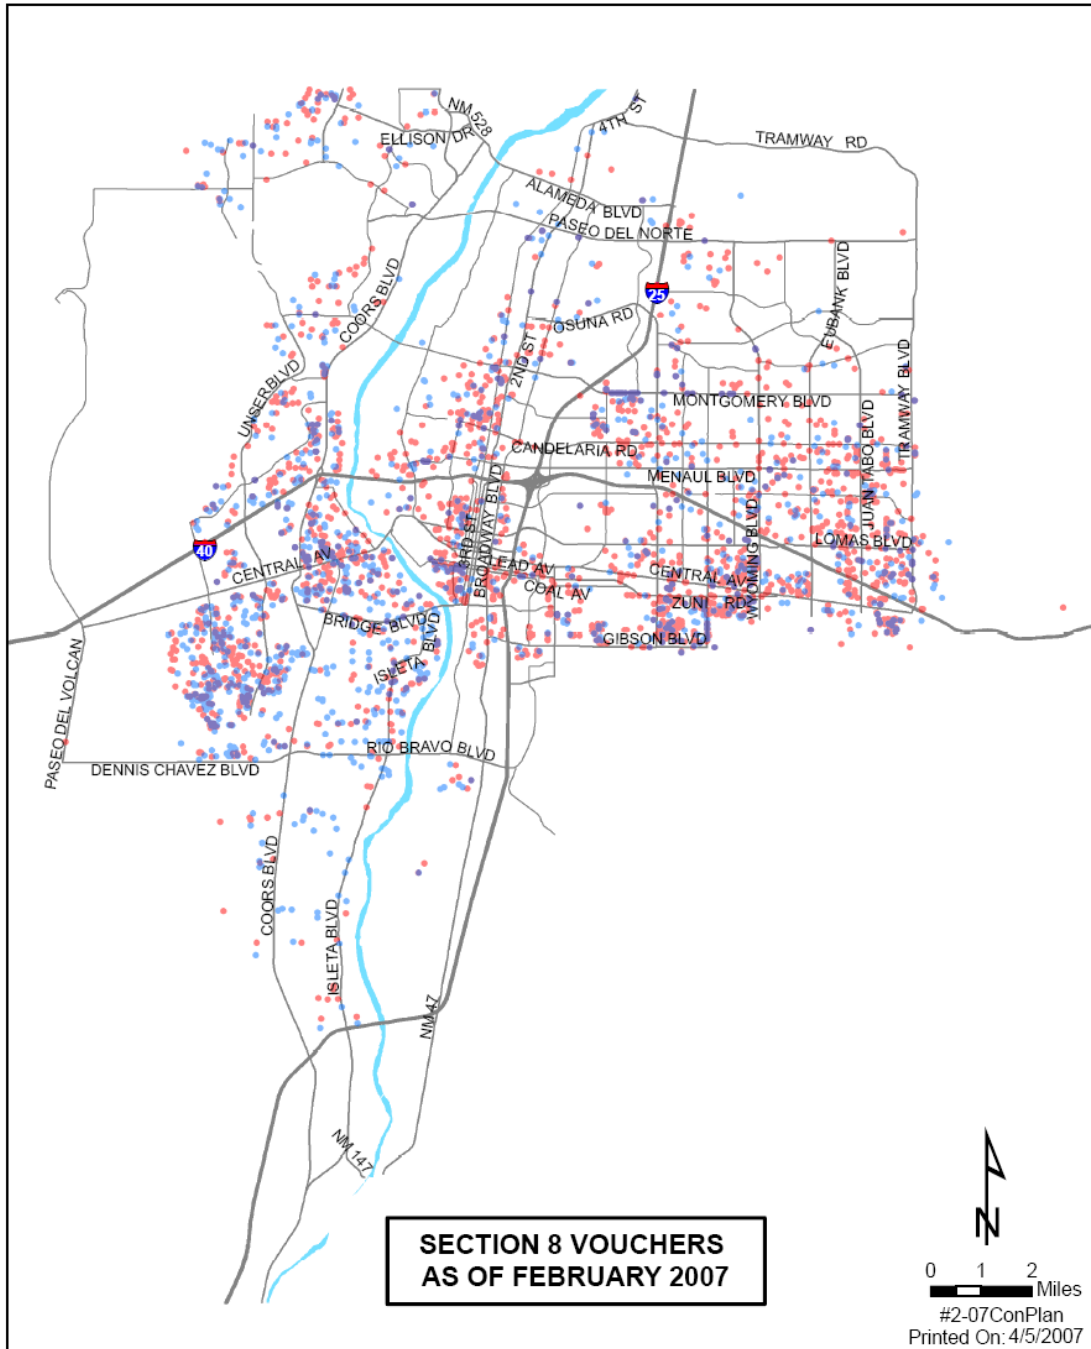 NM 528
ELLISON DR
4TH ST
TRAMWAY RD
ALAMEDA BLVD
PASEO DEL NORTE
COORS BLVD
25
EUBANK BLVD
OSUNA RD
2ND ST
UNSER BLVD
TRAMWAY BLVD
MONTGOMERY BLVD
JUAN TABO BLVD
CANDELARIA RD
MENAUL BLVD
BROADWAY BLVD
3RD ST
WYOMING BLVD
LOMAS BLVD
40
CENTRAL AV
LEAD AV
CENTRAL AV
COAL AV
ZUNI RD
BRIDGE BLVD
GIBSON BLVD
ISLETA BLVD
PASEO DEL VOLCAN
RIO BRAVO BLVD
DENNIS CHAVEZ BLVD
COORS BLVD
ISLETA BLVD
NM 47
NM 147
SECTION 8 VOUCHERS
AS OF FEBRUARY 2007
N
0 1 2
Miles
#2-07ConPlan
Printed On: 4/5/2007